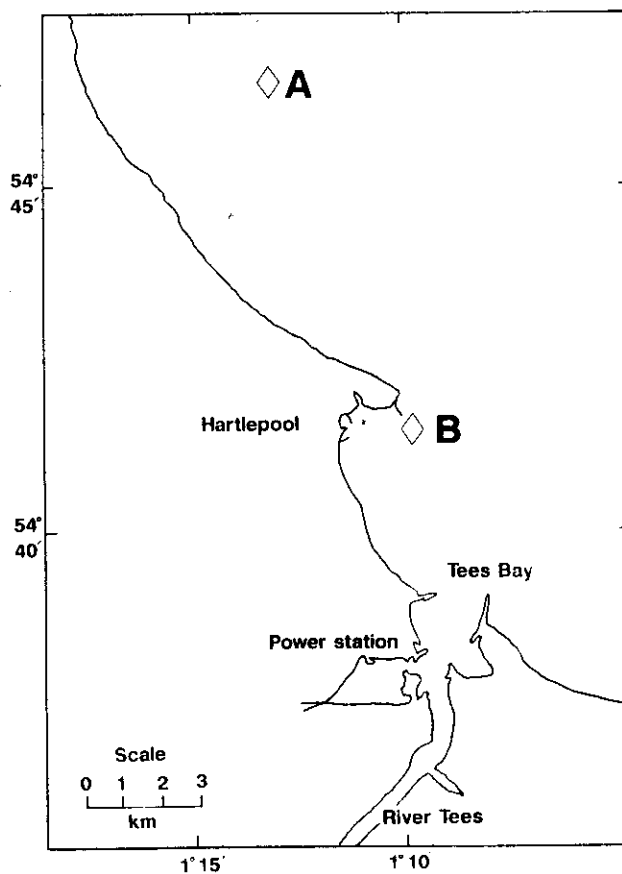 A
54°
45′
Hartlepool
B
54°
40′
Tees Bay
Power station
Scale
0 1 2 3
km
River Tees
1° 15′
1° 10′